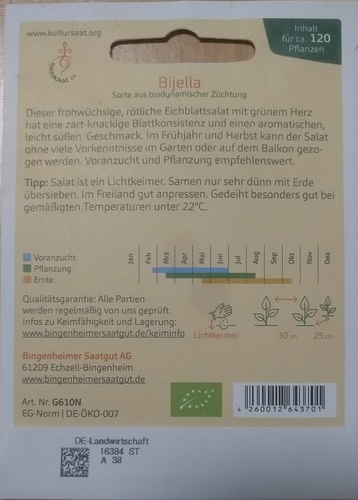 www.kultursaat.org
Inhalt
für ca. 120
Pflanzen
Bijella
Sorte aus biodynamischer Züchtung
Dieser frohwüchsige, rötliche Eichblattsalat mit grünem Herz
hat eine zart-knackige Blattkonsistenz und einen aromatischen,
leicht süßen Geschmack. Im Frühjahr und Herbst kann der Salat
ohne viele Vorkenntnisse im Garten oder auf dem Balkon gezo-
gen werden. Voranzucht und Pflanzung empfehlenswert.
Tipp: Salat ist ein Lichtkeimer. Samen nur sehr dünn mit Erde
übersieben. Im Freiland gut anpressen. Gedeiht besonders gut bei
gemäßigten Temperaturen unter 22°C.
Jan Feb Mrz Apr Mai Jun Jul Aug Sep Okt Nov Dez
Voranzucht
Pflanzung
Ernte
Qualitätsgarantie: Alle Partien
werden regelmäßig von uns geprüft.
Infos zu Keimfähigkeit und Lagerung:
www.bingenheimersaatgut.de/keiminfo
Lichtkeimer 30 cm 25 cm
Bingenheimer Saatgut AG
61209 Echzell-Bingenheim
www.bingenheimersaatgut.de
Art. Nr. G610N
EG-Norm | DE-ÖKO-007
4 260012 643701
DE-Landwirtschaft
16384 ST
A 38